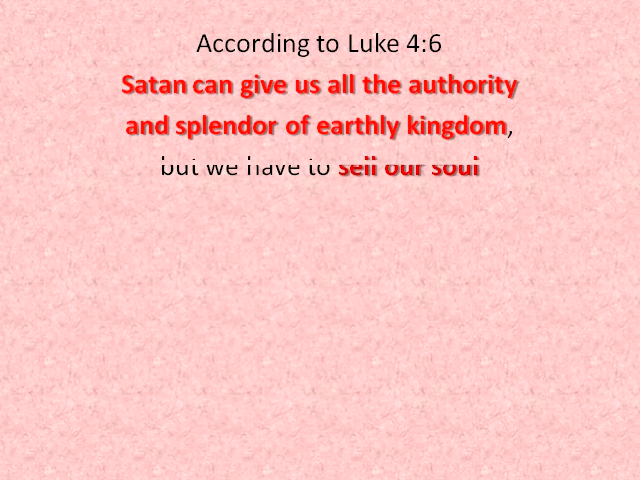 According to Luke 4:6
Satan can give us all the authority
and splendor of earthly kingdom,
but we have to sell our soul